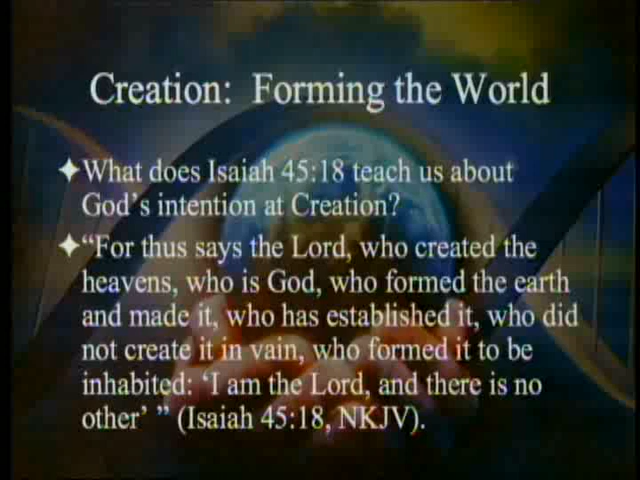 Creation:  Forming the World
✦What does Isaiah 45:18 teach us about
God's intention at Creation?
✦“For thus says the Lord, who created the
heavens, who is God, who formed the earth
and made it, who has established it, who did
not create it in vain, who formed it to be
inhabited: ‘I am the Lord, and there is no
other’ ” (Isaiah 45:18, NKJV).